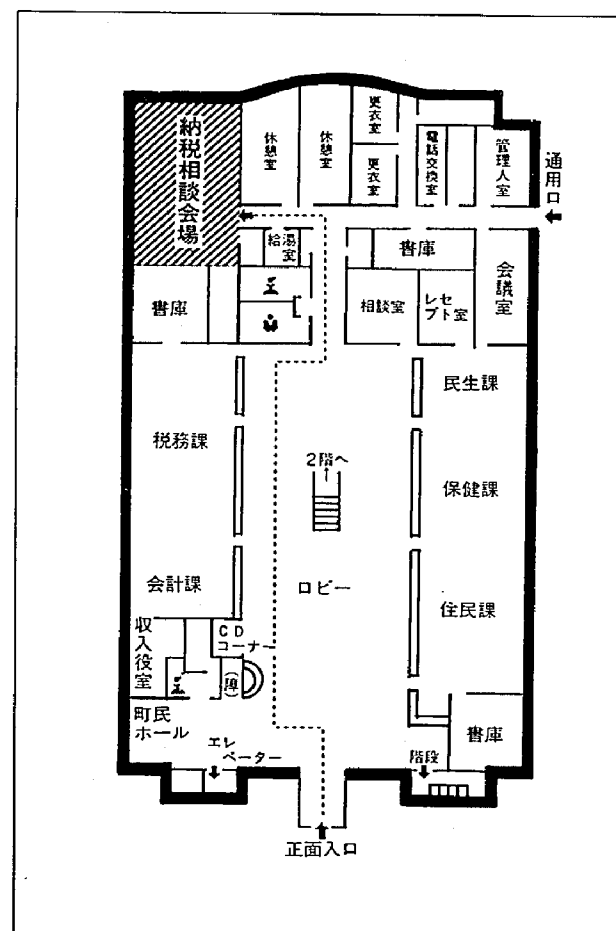 納税相談会場
休憩室
休憩室
更衣室
更衣室
電話交換室
管理人室
通用口
給湯室
書庫
会議室
書庫
相談室
レセ
プト室
民生課
税務課
2階へ
保健課
会計課
ロビー
住民課
収入役室
CD
コーナー
(障)
町民
ホール
書庫
エレ
ベーター
階段
正面入口